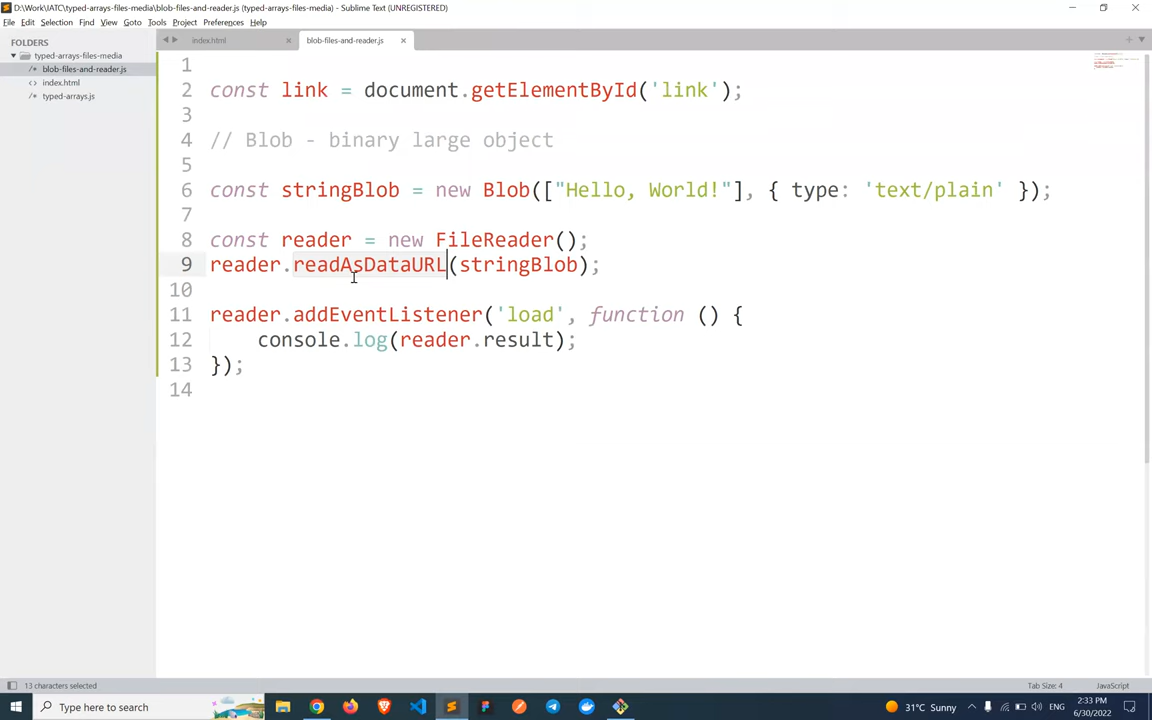 D:\Work\IATC\typed-arrays-files-media\blob-files-and-reader.js (typed-arrays-files-media) - Sublime Text (UNREGISTERED)
File Edit Selection Find View Goto Tools Project Preferences Help
FOLDERS
typed-arrays-files-media
/* blob-files-and-reader.js
<> index.html
/* typed-arrays.js
index.html
blob-files-and-reader.js
1
2 const link = document.getElementById('link');
3
4 // Blob - binary large object
5
6 const stringBlob = new Blob(["Hello, World!"], { type: 'text/plain' });
7
8 const reader = new FileReader();
9 reader.readAsDataURL(stringBlob);
10
11 reader.addEventListener('load', function () {
12 console.log(reader.result);
13 });
14
13 characters selected
Tab Size: 4
JavaScript
Type here to search
31°C Sunny
ENG
2:33 PM
6/30/2022